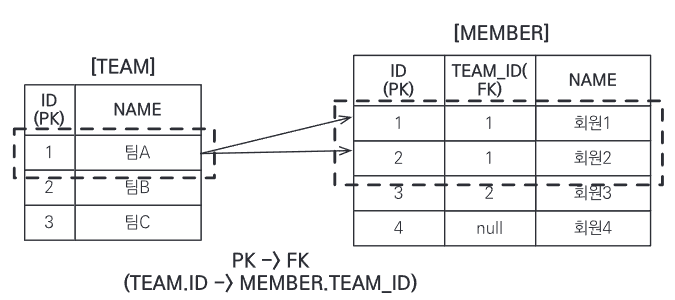 [TEAM]
ID
(PK)
NAME
1
팀A
2
팀B
3
팀C
[MEMBER]
ID
(PK)
TEAM_ID(
FK)
NAME
1
1
회원1
2
1
회원2
3
2
회원3
4
null
회원4
PK -> FK
(TEAM.ID -> MEMBER.TEAM_ID)